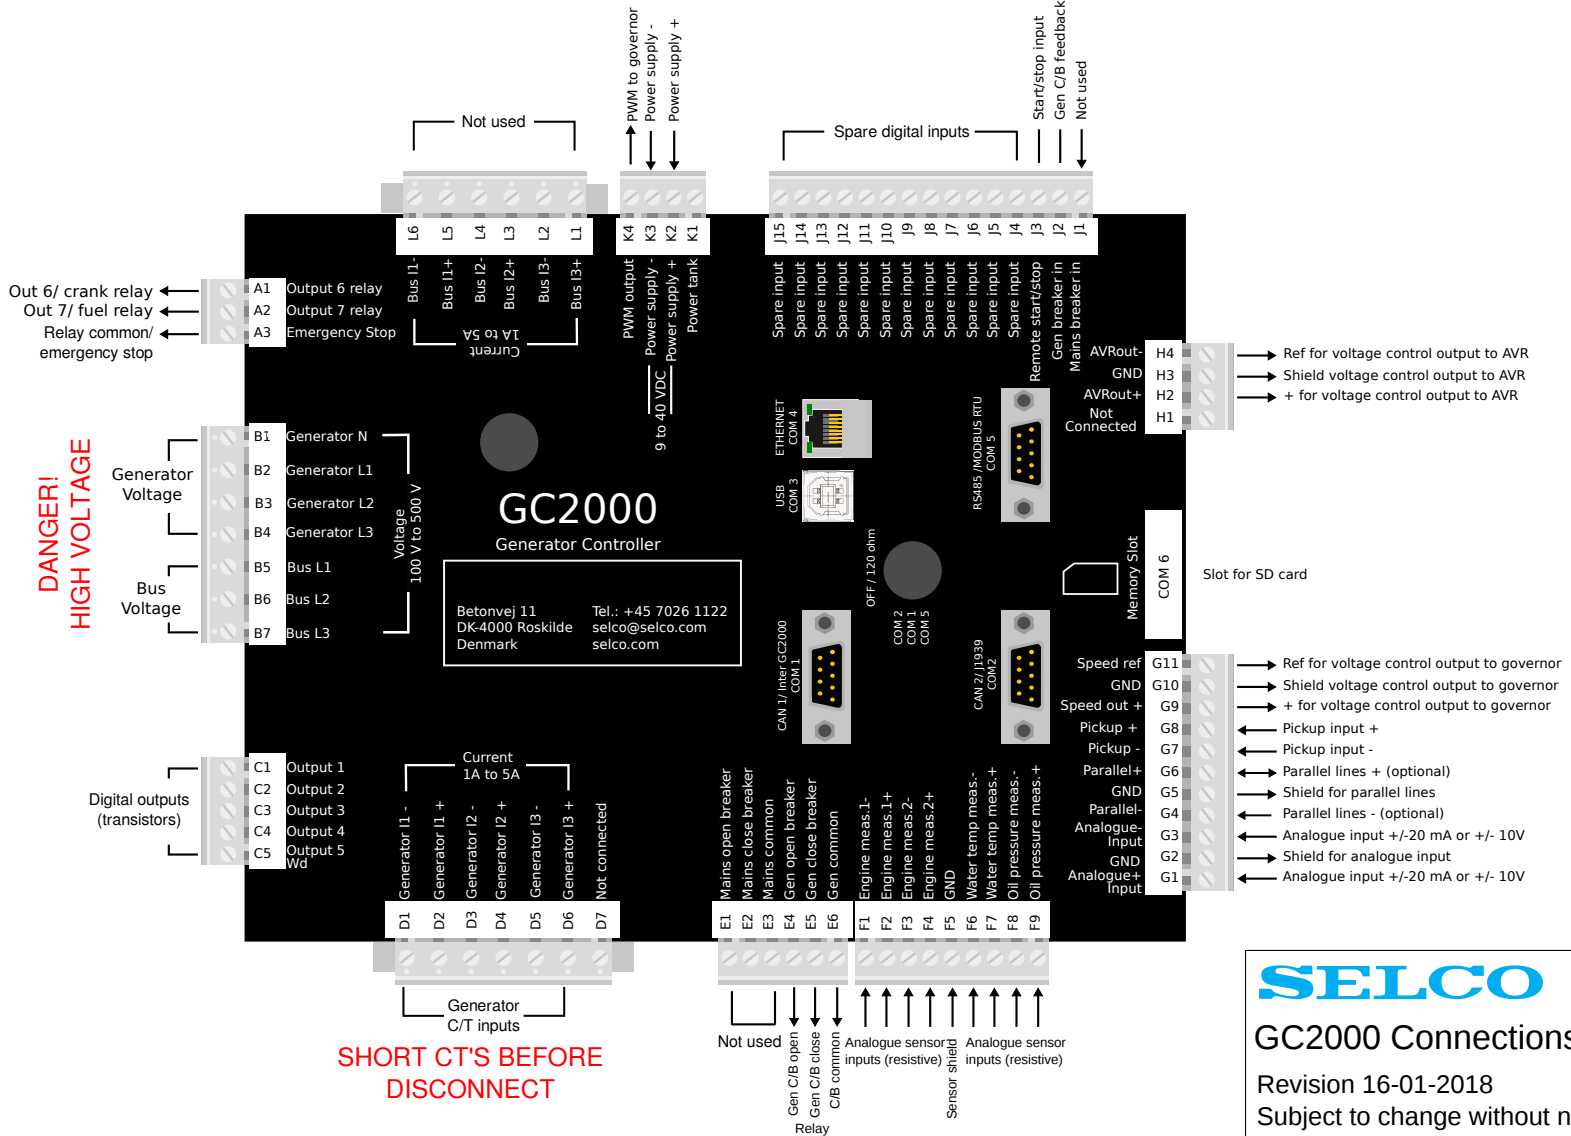 PWM to governor
Power supply -
Power supply +
Start/stop input
Gen C/B feedback
Not used
Not used
Spare digital inputs
L6
L5
L4
L3
L2
L1
Bus I1-
Bus I1+
Bus I2-
Bus I2+
Bus I3-
Bus I3+
Current
1A to 5A
K4
K3
K2
K1
PWM output
Power supply -
Power supply +
Power tank
9 to 40 VDC
J15
J14
J13
J12
J11
J10
J9
J8
J7
J6
J5
J4
J3
J2
J1
Spare input
Spare input
Spare input
Spare input
Spare input
Spare input
Spare input
Spare input
Spare input
Spare input
Spare input
Spare input
Remote start/stop
Gen breaker in
Mains breaker in
Out 6/ crank relay
Out 7/ fuel relay
Relay common/
emergency stop
A1 Output 6 relay
A2 Output 7 relay
A3 Emergency Stop
AVRout- H4 Ref for voltage control output to AVR
GND H3 Shield voltage control output to AVR
AVRout+ H2 + for voltage control output to AVR
Not
Connected
H1
DANGER!
HIGH VOLTAGE
Generator
Voltage
Bus
Voltage
B1 Generator N
B2 Generator L1
B3 Generator L2
B4 Generator L3
B5 Bus L1
B6 Bus L2
B7 Bus L3
Voltage
100 V to 500 V
ETHERNET
COM 4
USB
COM 3
RS485 /MODBUS RTU
COM 5
GC2000
Generator Controller
Betonvej 11
DK-4000 Roskilde
Denmark
Tel.: +45 7026 1122
selco@selco.com
selco.com
OFF / 120 ohm
COM 2
COM 1
COM 5
Memory Slot
COM 6
Slot for SD card
CAN 1/ Inter GC2000
COM 1
CAN 2/ J1939
COM2
Speed ref G11 Ref for voltage control output to governor
GND G10 Shield voltage control output to governor
Speed out + G9 + for voltage control output to governor
Pickup + G8 Pickup input +
Pickup - G7 Pickup input -
Parallel+ G6 Parallel lines + (optional)
GND G5 Shield for parallel lines
Parallel- G4 Parallel lines - (optional)
Analogue-
Input
G3 Analogue input +/-20 mA or +/- 10V
GND G2 Shield for analogue input
Analogue+
Input
G1 Analogue input +/-20 mA or +/- 10V
Digital outputs
(transistors)
C1 Output 1
C2 Output 2
C3 Output 3
C4 Output 4
C5 Output 5
Wd
Current
1A to 5A
Generator I1 -
Generator I1 +
Generator I2 -
Generator I2 +
Generator I3 -
Generator I3 +
Not connected
D1
D2
D3
D4
D5
D6
D7
Generator
C/T inputs
SHORT CT'S BEFORE
DISCONNECT
Mains open breaker
Mains close breaker
Mains common
Gen open breaker
Gen close breaker
Gen common
E1
E2
E3
E4
E5
E6
Not used
Gen C/B open
Gen C/B close
C/B common
Relay
Engine meas.1-
Engine meas.1+
Engine meas.2-
Engine meas.2+
GND
Water temp meas.-
Water temp meas.+
Oil pressure meas.-
Oil pressure meas.+
F1
F2
F3
F4
F5
F6
F7
F8
F9
Analogue sensor
inputs (resistive)
Sensor shield
Analogue sensor
inputs (resistive)
SELCO
GC2000 Connections
Revision 16-01-2018
Subject to change without n